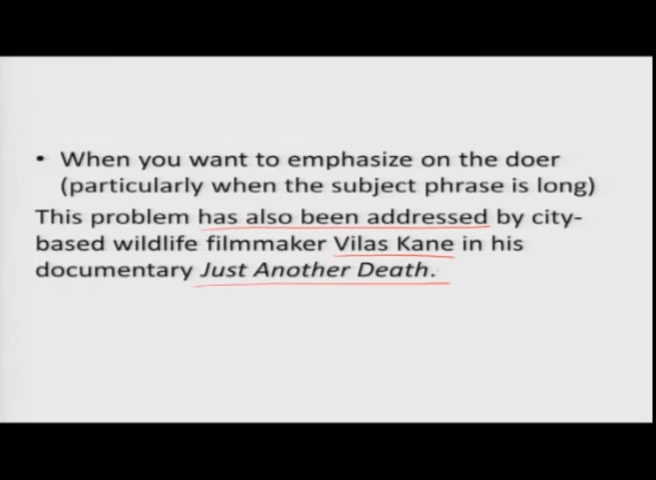 • When you want to emphasize on the doer
(particularly when the subject phrase is long)
This problem has also been addressed by city-
based wildlife filmmaker Vilas Kane in his
documentary Just Another Death.